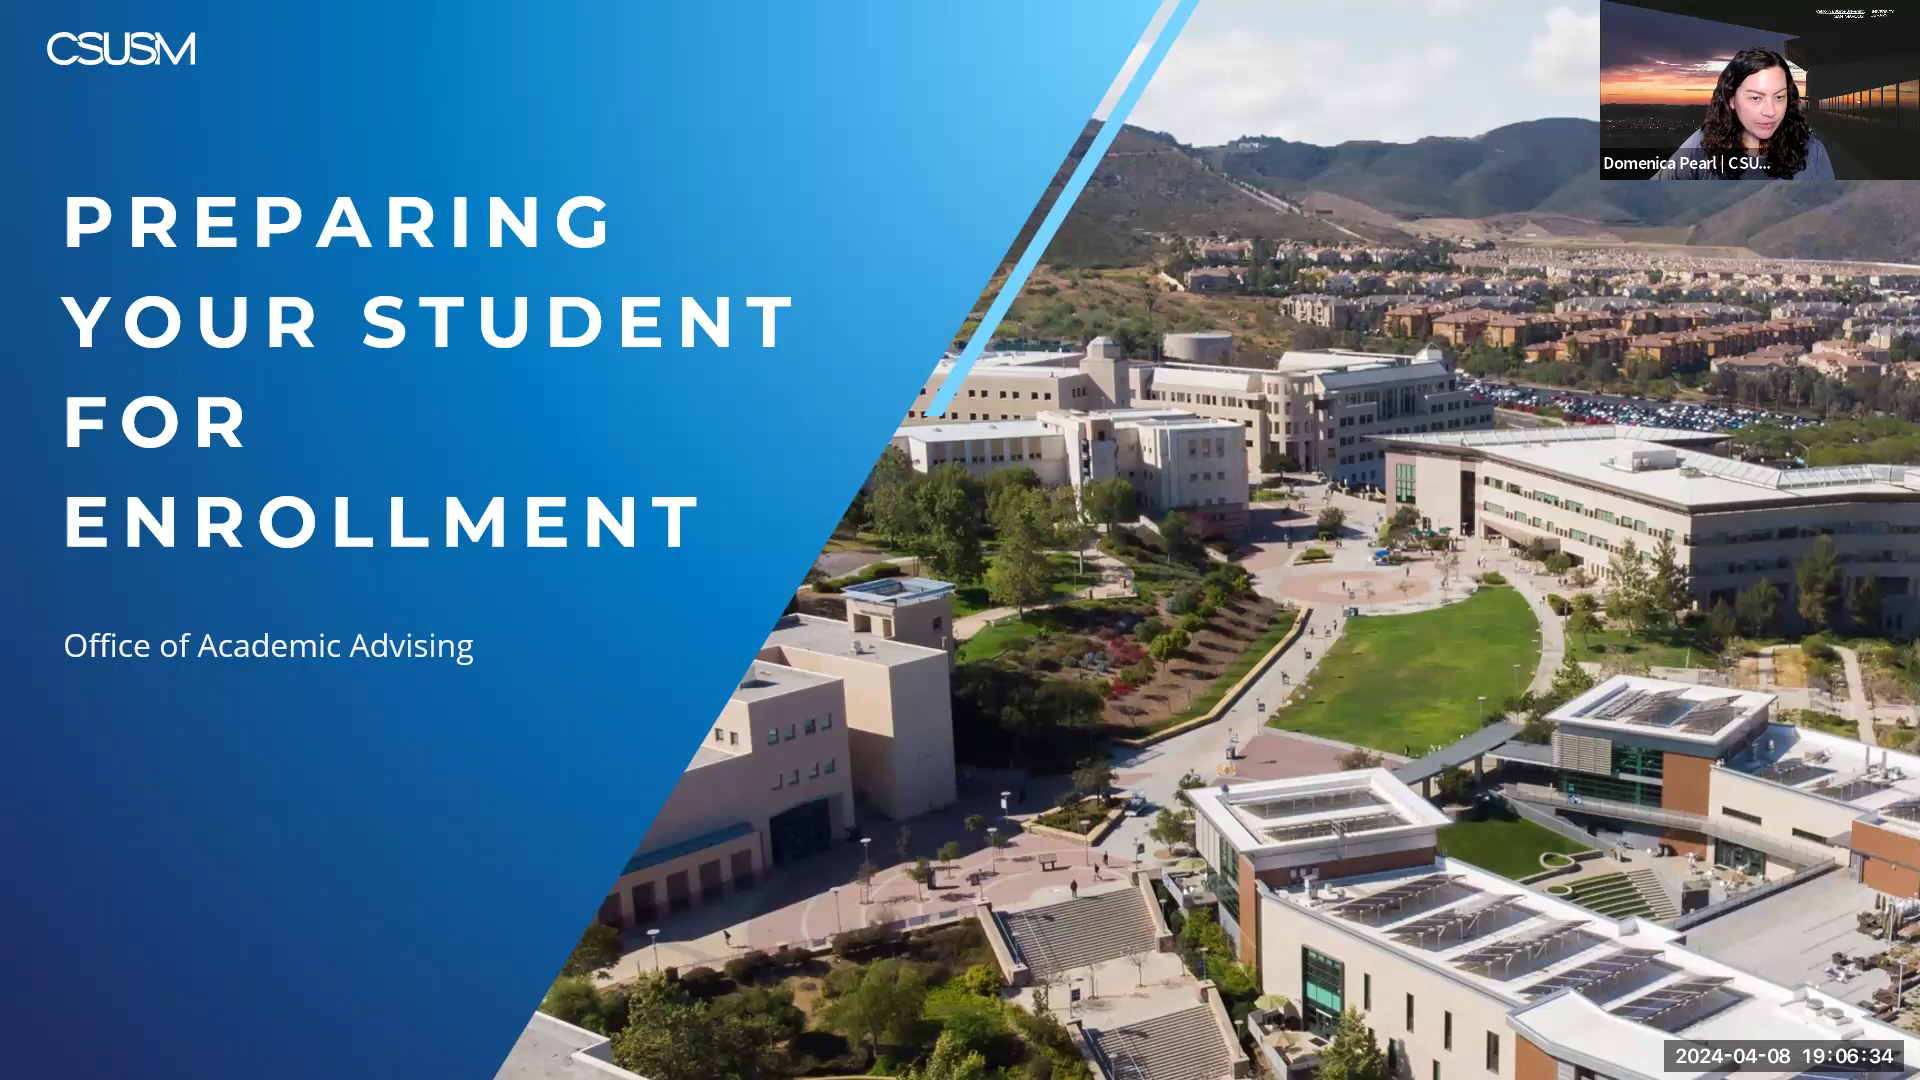 CSUSM
PREPARING
YOUR STUDENT
FOR
ENROLLMENT
Office of Academic Advising
Domenica Pearl | CSU...
2024-04-08 19:06:34